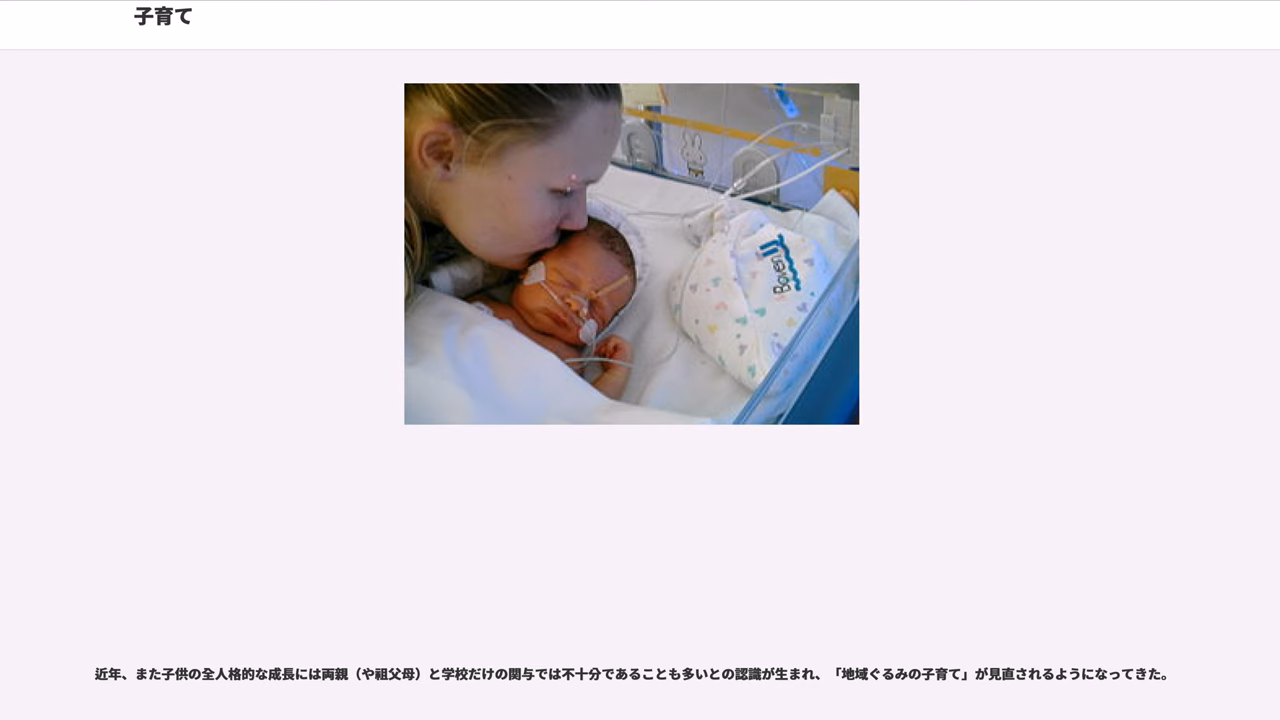 子育て
BovenIJ
近年、また子供の全人格的な成長には両親（や祖父母）と学校だけの関与では不十分であることも多いとの認識が生まれ、「地域ぐるみの子育て」が見直されるようになってきた。